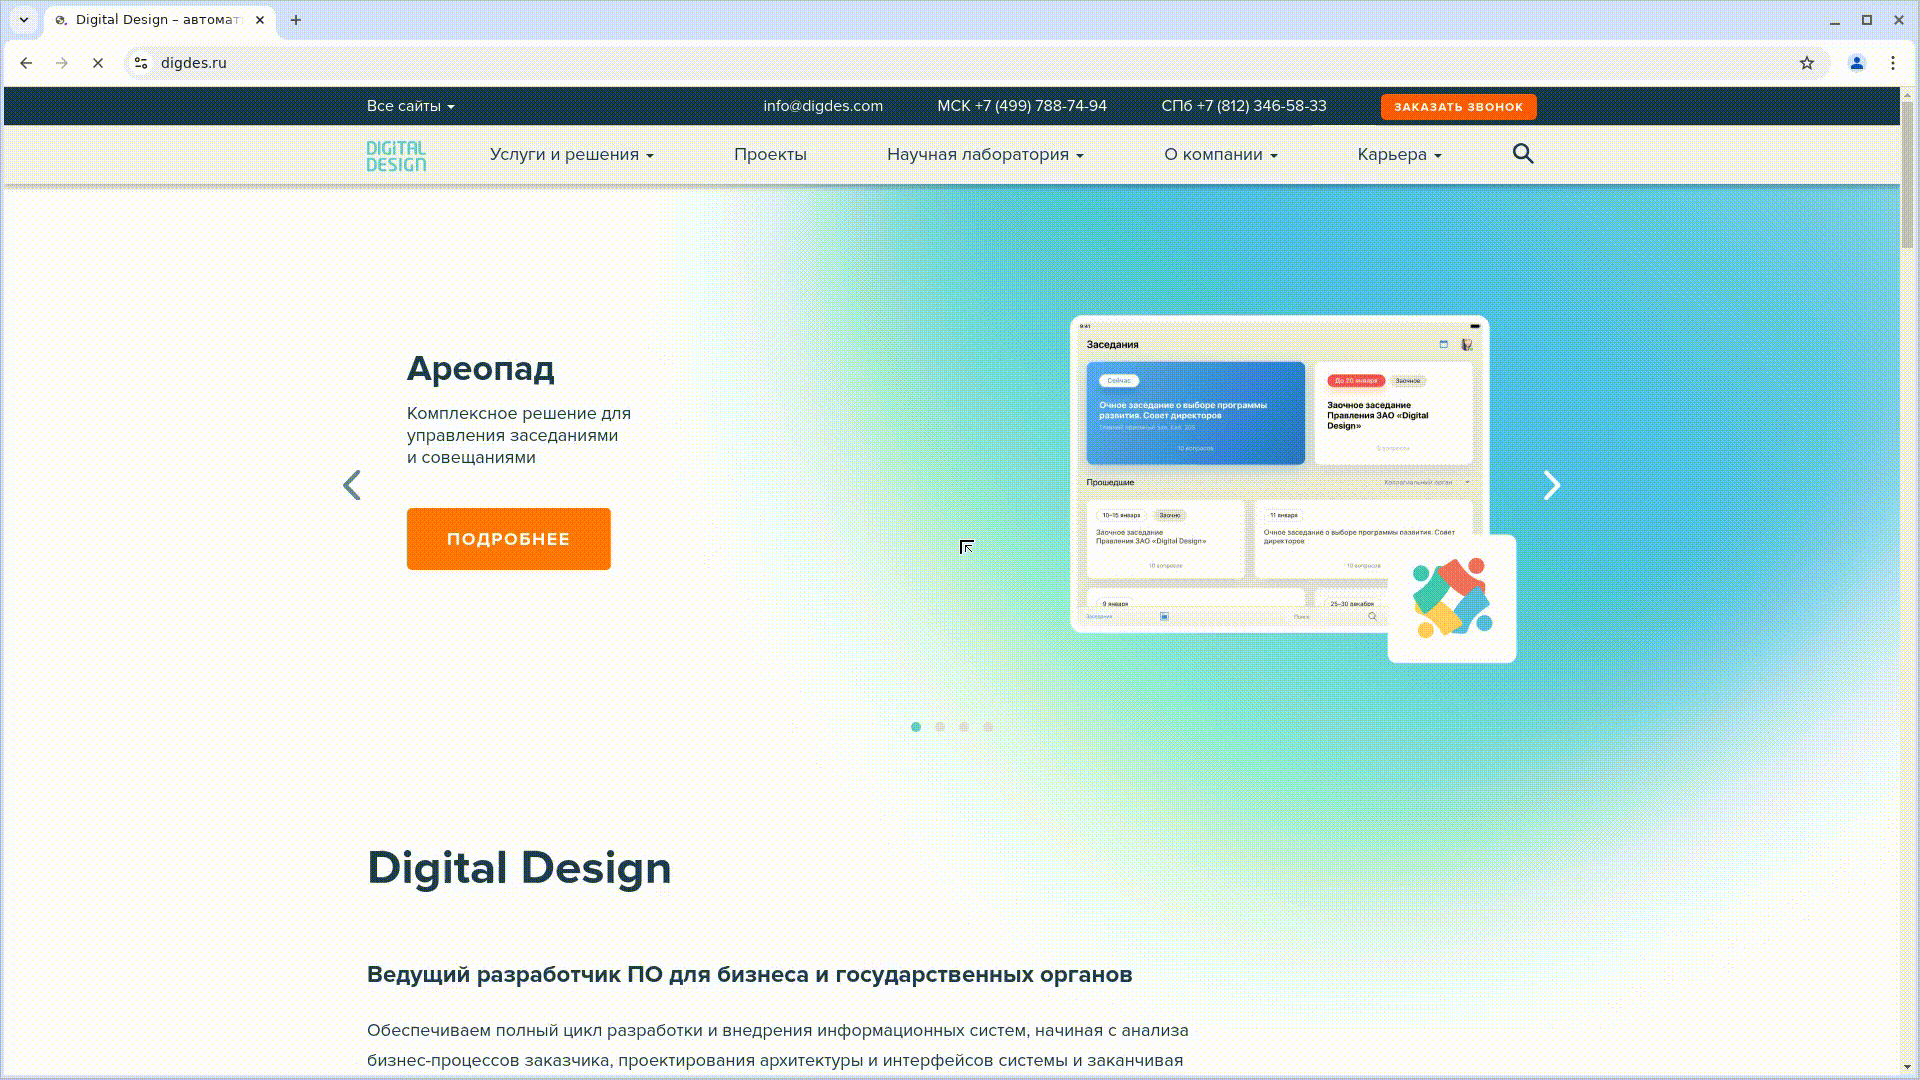 Digital Design – автомат
digdes.ru
Все сайты
info@digdes.com
МСК +7 (499) 788-74-94
СПб +7 (812) 346-58-33
ЗАКАЗАТЬ ЗВОНОК
DIGITAL
DESIGN
Услуги и решения
Проекты
Научная лаборатория
О компании
Карьера
Ареопад
Комплексное решение для
управления заседаниями
и совещаниями
ПОДРОБНЕЕ
9:41
Заседания
Сейчас
Очное заседание о выборе программы
развития. Совет директоров
10 вопросов
До 20 января
Заочное
Заочное заседание
Правления ЗАО «Digital
Design»
Прошедшие
Коллегиальный орган
10–15 января
Заочно
Заочное заседание
Правления ЗАО «Digital Design»
10 вопросов
11 января
Очное заседание о выборе программы развития. Совет
директоров
10 вопросов
9 января
25–30 декабря
Заседания
Поиск
Digital Design
Ведущий разработчик ПО для бизнеса и государственных органов
Обеспечиваем полный цикл разработки и внедрения информационных систем, начиная с анализа
бизнес-процессов заказчика, проектирования архитектуры и интерфейсов системы и заканчивая